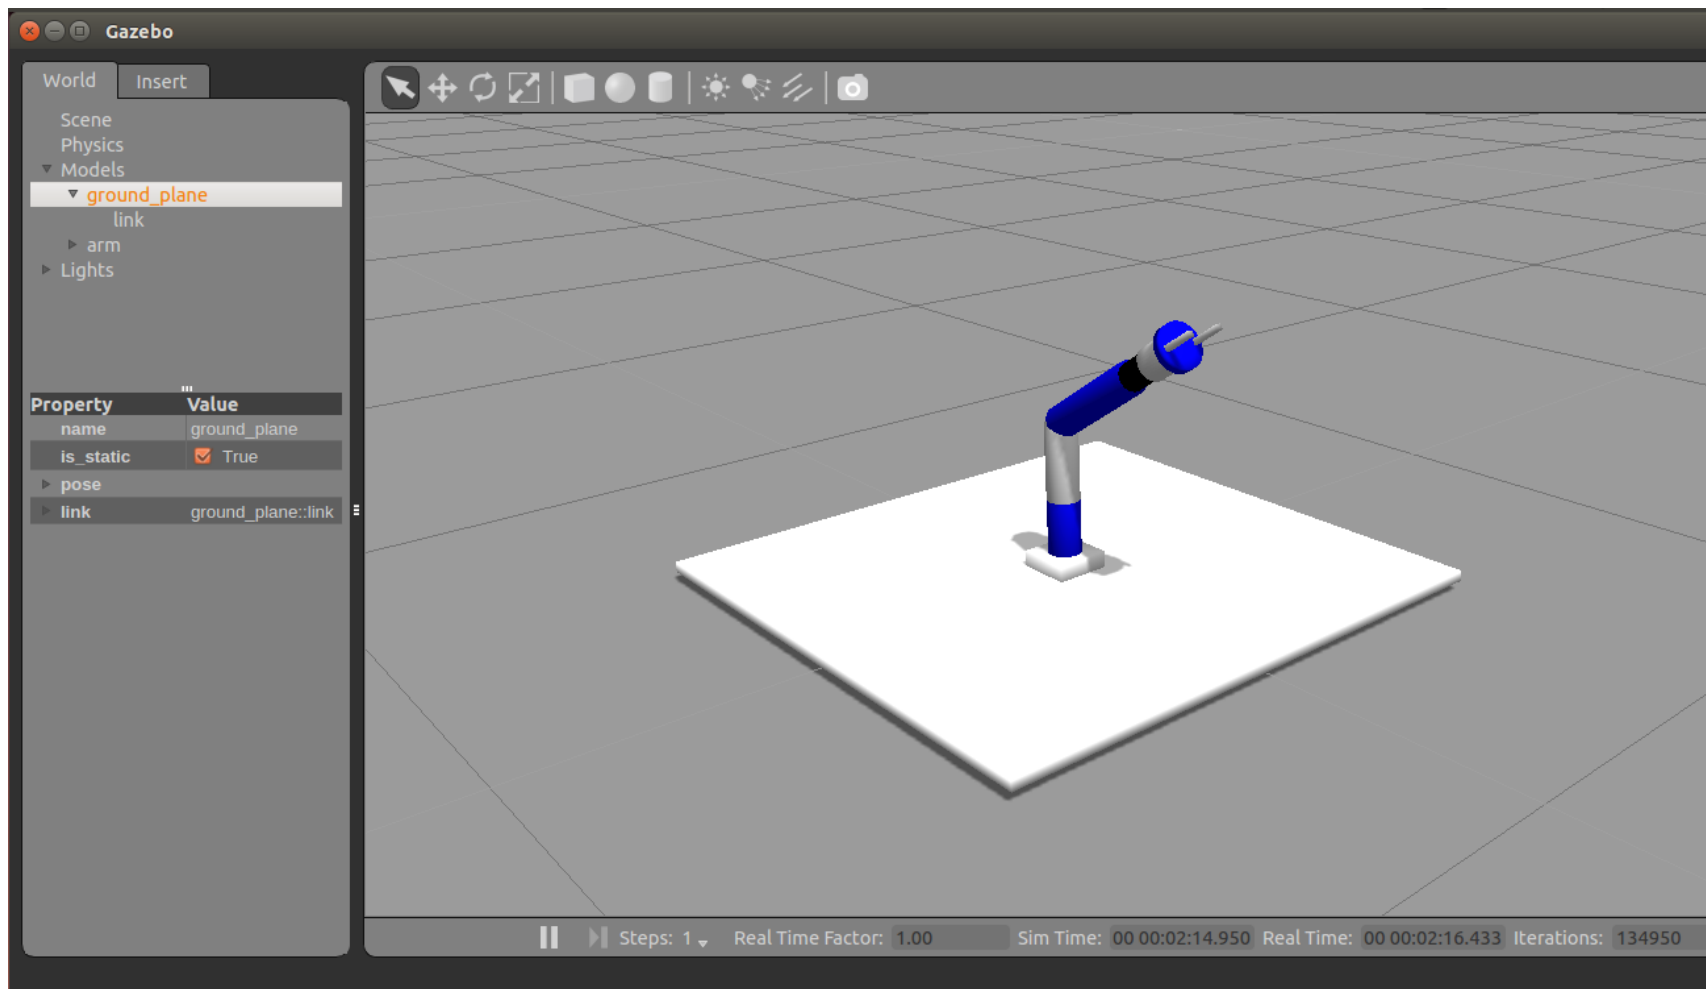 Gazebo
World Insert
Scene
Physics
Models
ground_plane
link
arm
Lights
Property Value
name ground_plane
is_static True
pose
link ground_plane::link
Steps: 1 Real Time Factor: 1.00 Sim Time: 00 00:02:14.950 Real Time: 00 00:02:16.433 Iterations: 134950